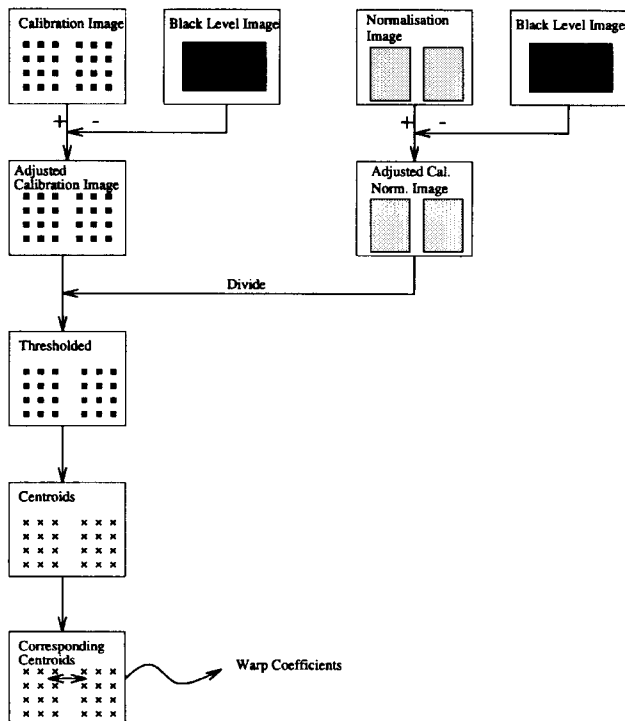 Calibration Image
Black Level Image
Normalisation
Image
Black Level Image
+ -
+ -
Adjusted
Calibration Image
Adjusted Cal.
Norm. Image
Divide
Thresholded
Centroids
Corresponding
Centroids
Warp Coefficients